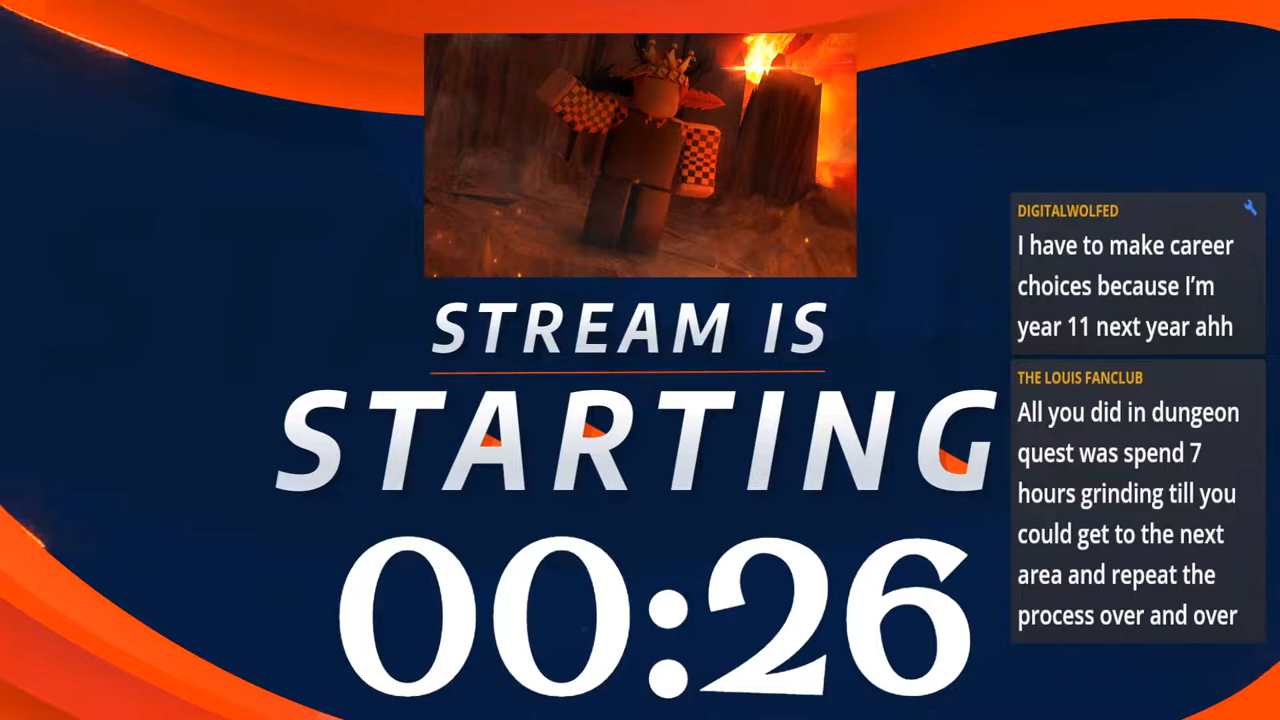 STREAM IS
STARTING
00:26
DIGITALWOLFED
I have to make career
choices because I’m
year 11 next year ahh
THE LOUIS FANCLUB
All you did in dungeon
quest was spend 7
hours grinding till you
could get to the next
area and repeat the
process over and over